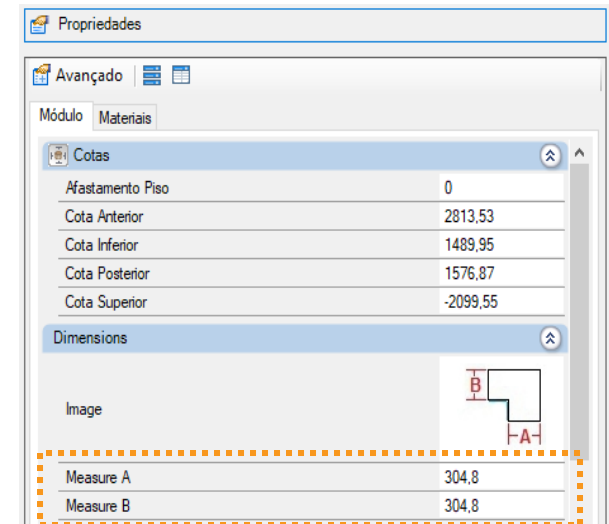 Propriedades
Avançado
Módulo Materiais
Cotas
Afastamento Piso 0
Cota Anterior 2813,53
Cota Inferior 1489,95
Cota Posterior 1576,87
Cota Superior -2099,55
Dimensions
B
Image
A
Measure A 304,8
Measure B 304,8